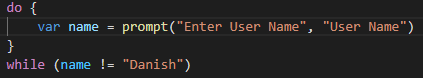 do {
    var name = prompt("Enter User Name", "User Name")
}
while (name != "Danish")